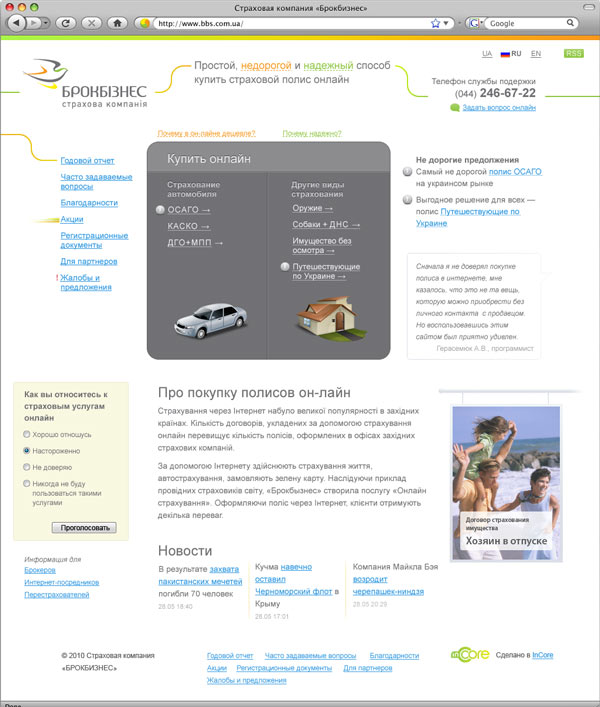 Страховая компания «Брокбизнес»
http://www.bbs.com.ua/
Google
UA RU EN RSS
БРОКБІЗНЕС
страхова компанія
Простой, недорогой и надежный способ
купить страховой полис онлайн
Телефон службы подержки
(044) 246-67-22
Задать вопрос онлайн
Почему в он-лайне дешевле?
Почему надежно?
Годовой отчет
Часто задаваемые
вопросы
Благодарности
Акции
Регистрационные
документы
Для партнеров
! Жалобы и
предложения
Купить онлайн
Страхование
автомобиля
ОСАГО →
КАСКО →
ДГО+МПП →
Другие виды
страхования
Оружие →
Собаки + ДНС →
Имущество без
осмотра →
Путешествующие
по Украине →
Не дорогие предложения
Самый не дорогой полис ОСАГО
на украинском рынке
Выгодное решение для всех —
полис Путешествующие по
Украине
Сначала я не доверял покупке
полиса в интернете, мне
казалось, что это не та вещь,
которую можно приобрести без
личного контакта с продавцом.
Но воспользовавшись этим
сайтом был приятно удивлен.
Герасемюк А.В., программист
Как вы относитесь к
страховым услугам
онлайн
Хорошо отношусь
Настороженно
Не доверяю
Никогда не буду
пользоваться такими
услугами
Проголосовать
Информация для
Брокеров
Интернет-посредников
Перестрахователей
Про покупку полисов он-лайн
Страхування через Інтернет набуло великої популярності в західних
країнах. Кількість договорів, укладених за допомогою страхування
онлайн перевищує кількість полісів, оформлених в офісах західних
страхових компаній.
За допомогою Інтернету здійснюють страхування життя,
автострахування, замовляють зелену карту. Наслідуючи приклад
провідних страховиків світу, «Брокбизнес» створила послугу «Онлайн
страхування». Оформляючи поліс через Інтернет, клієнти отримують
декілька переваг.
Договор страхования
имущества
Хозяин в отпуске
Новости
В результате захвата
пакистанских мечетей
погибли 70 человек
28.05 18:40
Кучма навечно
оставил
Черноморский флот в
Крыму
28.05 17:01
Компания Майкла Бэя
возродит
черепашек-ниндзя
28.05 20:29
© 2010 Страховая компания
«БРОКБИЗНЕС»
Годовой отчет Часто задаваемые вопросы Благодарности
Акции Регистрационные документы Для партнеров
Жалобы и предложения
inCore Сделано в InCore